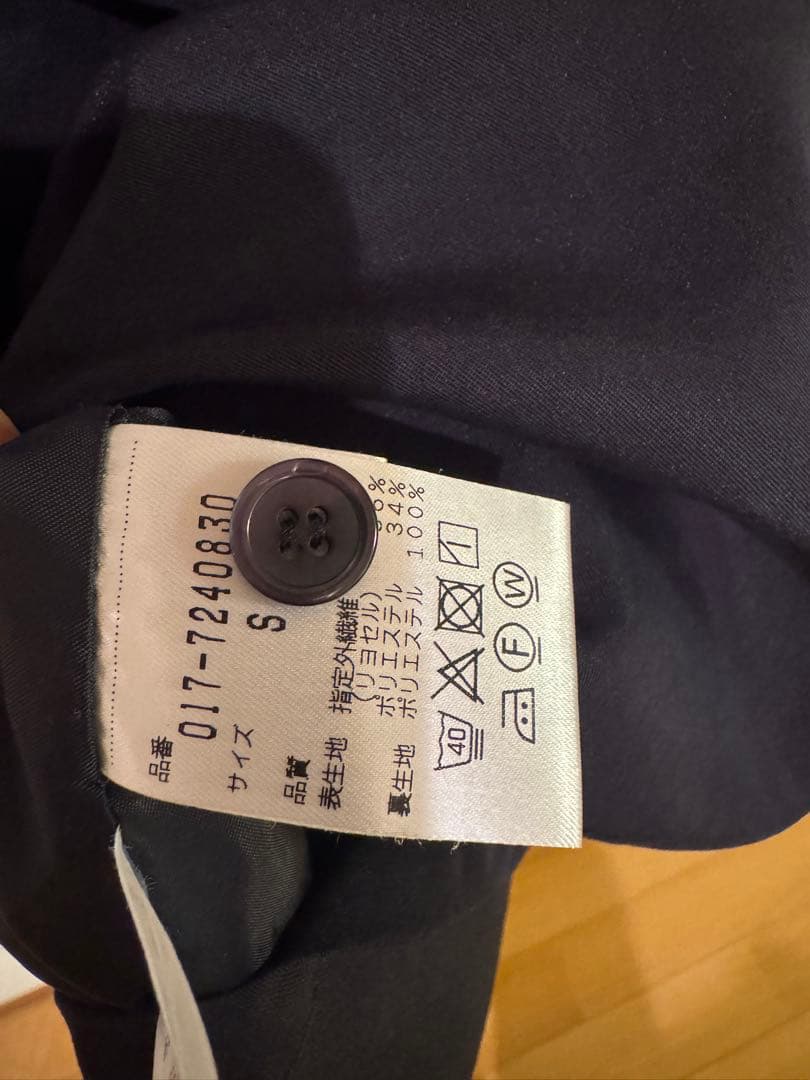 品番
017-7240830
サイズ S
品質
表生地 指定外繊維
(リヨセル)
ポリエステル 34%
裏生地 ポリエステル 100%
40
F W